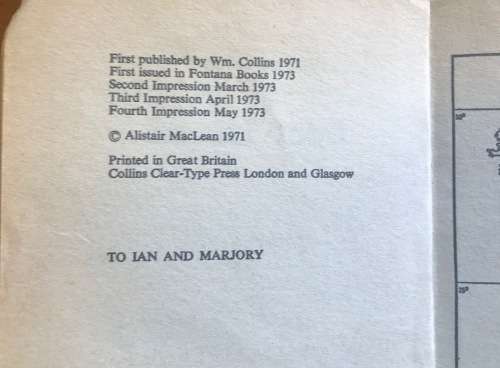 First published by Wm. Collins 1971
First issued in Fontana Books 1973
Second Impression March 1973
Third Impression April 1973
Fourth Impression May 1973
© Alistair MacLean 1971
Printed in Great Britain
Collins Clear-Type Press London and Glasgow
TO IAN AND MARJORY